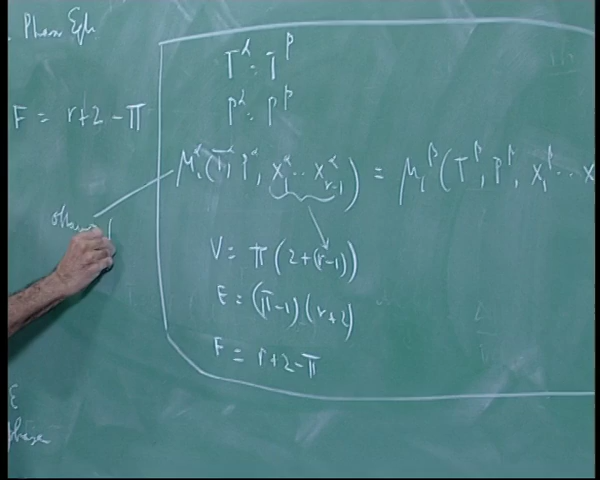 Phase Eqb
F = r+2-π
T^α = T^β
P^α = P^β
μ_i^α (T^α, P^α, x_1^α .. x_{r-1}^α) = μ_i^β (T^β, P^β, x_1^β .. x
V = π(2+(r-1))
E = (π-1)(r+2)
F = r+2-π
ε
phase